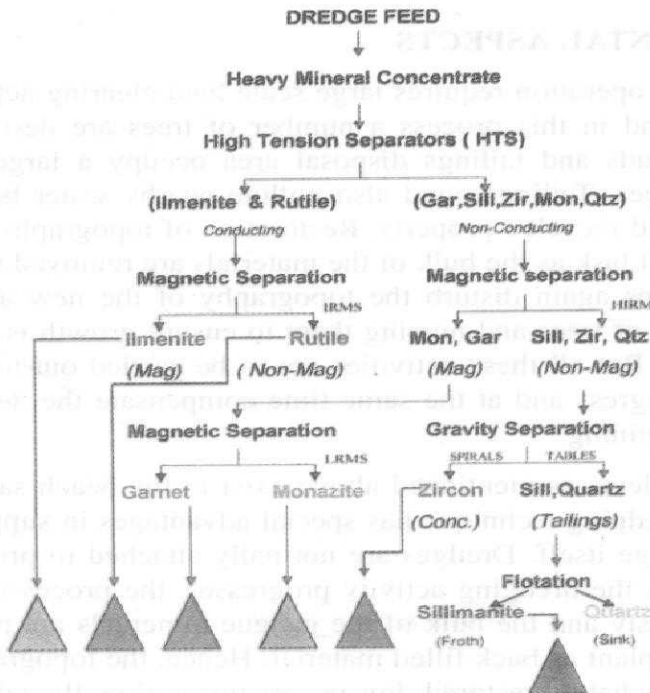 DREDGE FEED
Heavy Mineral Concentrate
High Tension Separators ( HTS)
(Ilmenite & Rutile) (Gar,Sill,Zir,Mon,Qtz)
Conducting Non-Conducting
Magnetic Separation Magnetic separation
Ilmenite Rutile Mon, Gar Sill, Zir, Qtz
(Mag) (Non-Mag) (Mag) (Non-Mag)
Magnetic Separation Gravity Separation
LRMS SPIRALS TABLES
Garnet Monazite Zircon Sill,Quartz
(Conc.) (Tailings)
Flotation
Sillimanite Quartz
(Froth) (Sink)